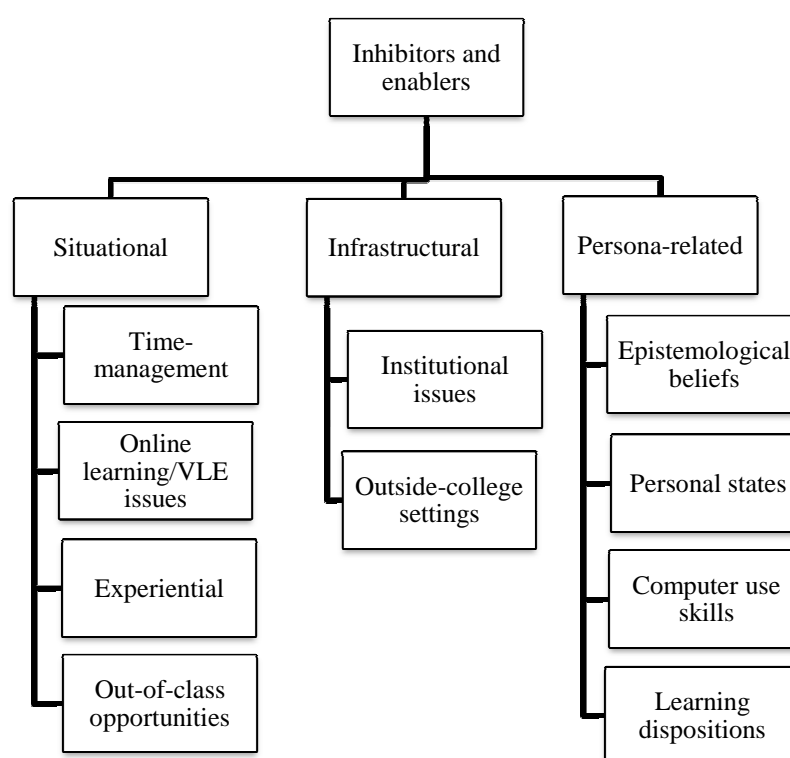 Inhibitors and
enablers
Situational
Time-
management
Online
learning/VLE
issues
Experiential
Out-of-class
opportunities
Infrastructural
Institutional
issues
Outside-college
settings
Persona-related
Epistemological
beliefs
Personal states
Computer use
skills
Learning
dispositions